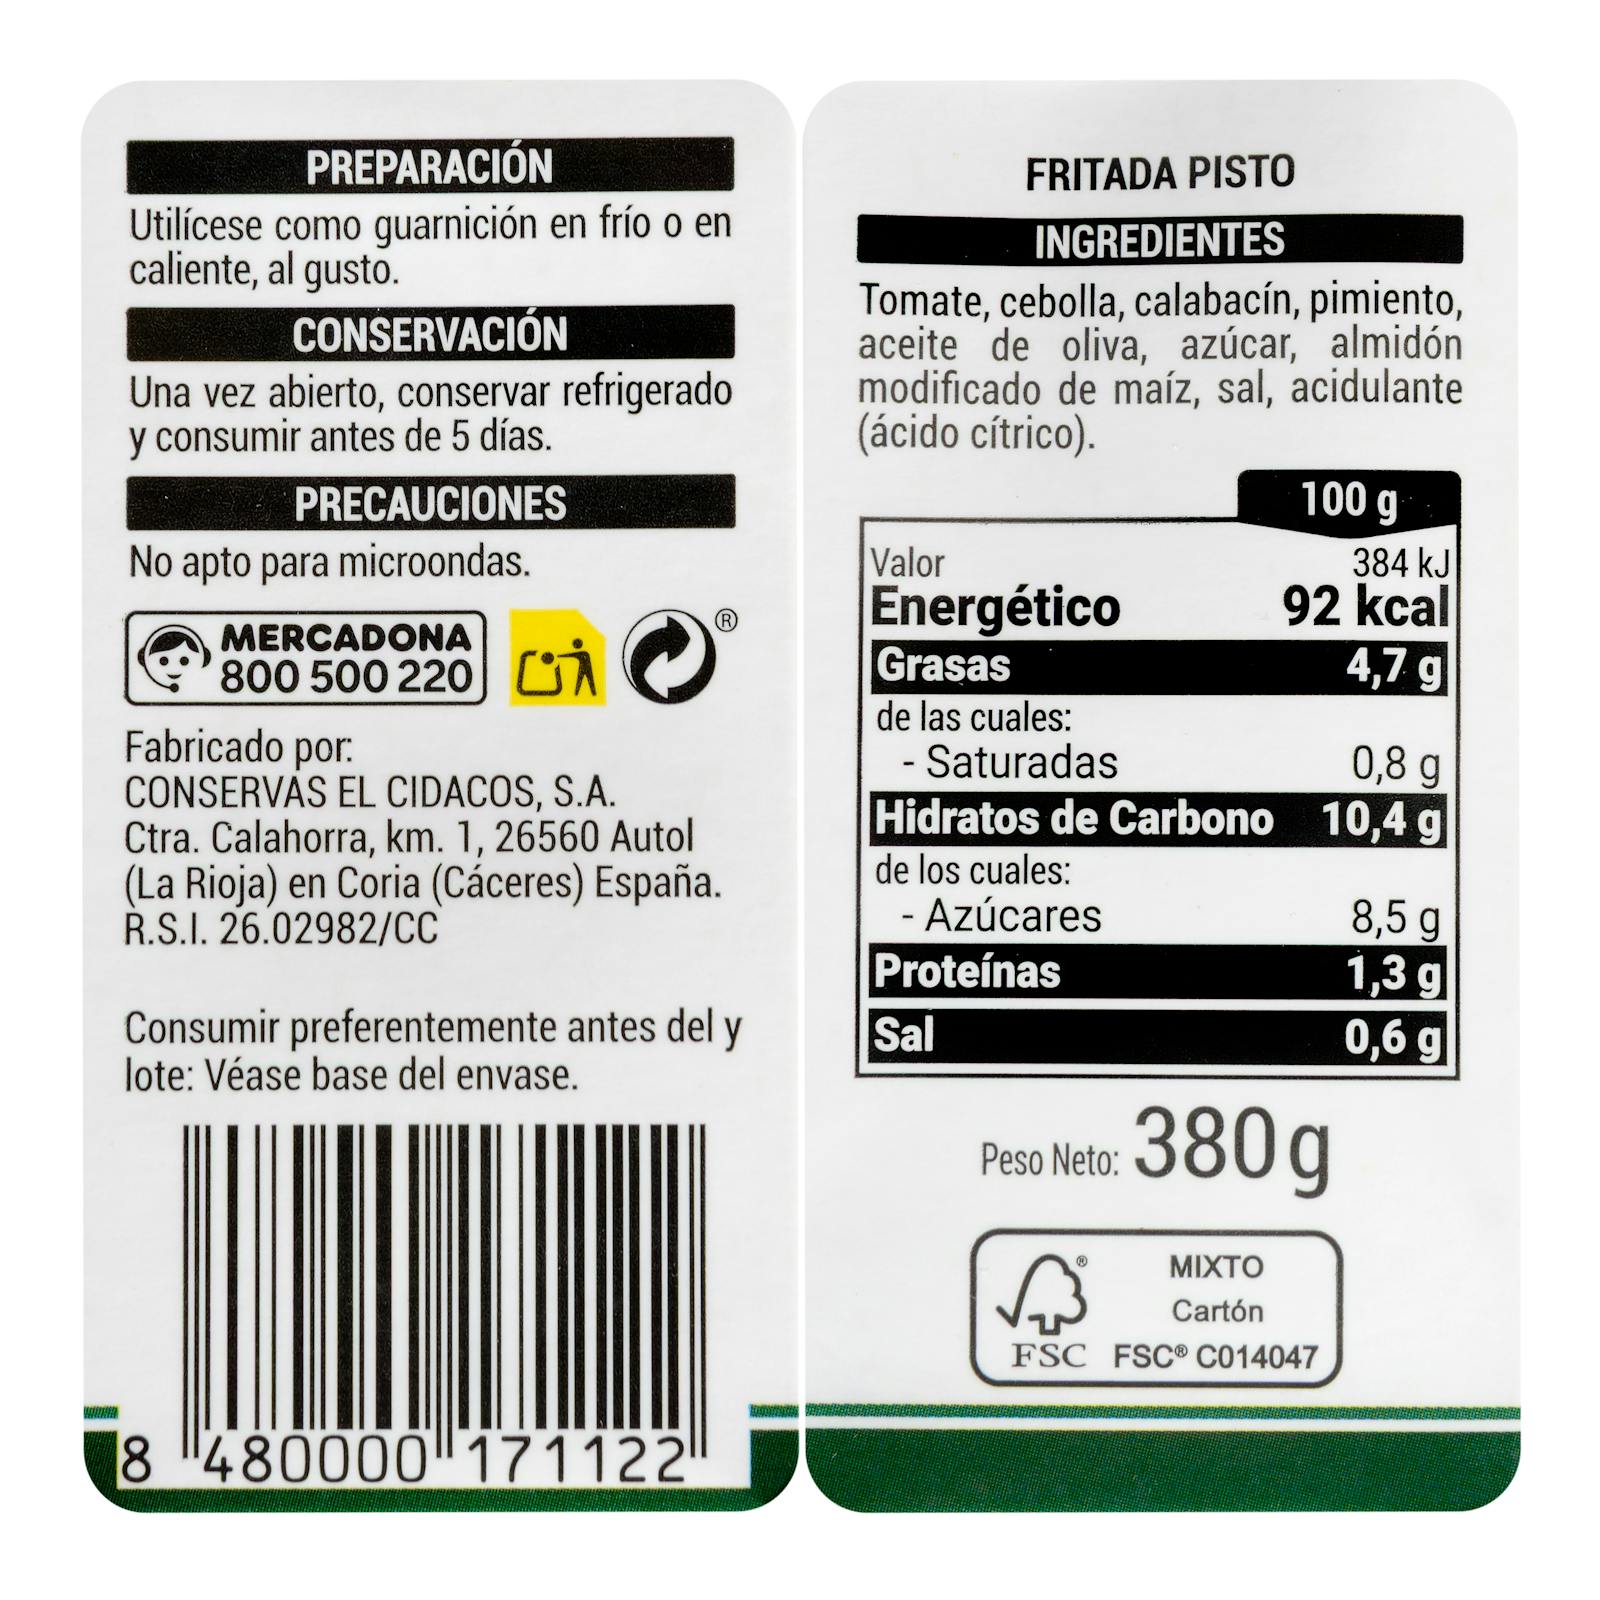 PREPARACIÓN
Utilícese como guarnición en frío o en
caliente, al gusto.
CONSERVACIÓN
Una vez abierto, conservar refrigerado
y consumir antes de 5 días.
PRECAUCIONES
No apto para microondas.
MERCADONA
800 500 220
®
Fabricado por:
CONSERVAS EL CIDACOS, S.A.
Ctra. Calahorra, km. 1, 26560 Autol
(La Rioja) en Coria (Cáceres) España.
R.S.I. 26.02982/CC
Consumir preferentemente antes del y
lote: Véase base del envase.
8 480000 171122
FRITADA PISTO
INGREDIENTES
Tomate, cebolla, calabacín, pimiento,
aceite de oliva, azúcar, almidón
modificado de maíz, sal, acidulante
(ácido cítrico).
100 g
Valor 384 kJ
Energético 92 kcal
Grasas 4,7 g
de las cuales:
- Saturadas 0,8 g
Hidratos de Carbono 10,4 g
de los cuales:
- Azúcares 8,5 g
Proteínas 1,3 g
Sal 0,6 g
Peso Neto: 380 g
®
MIXTO
Cartón
FSC FSC® C014047